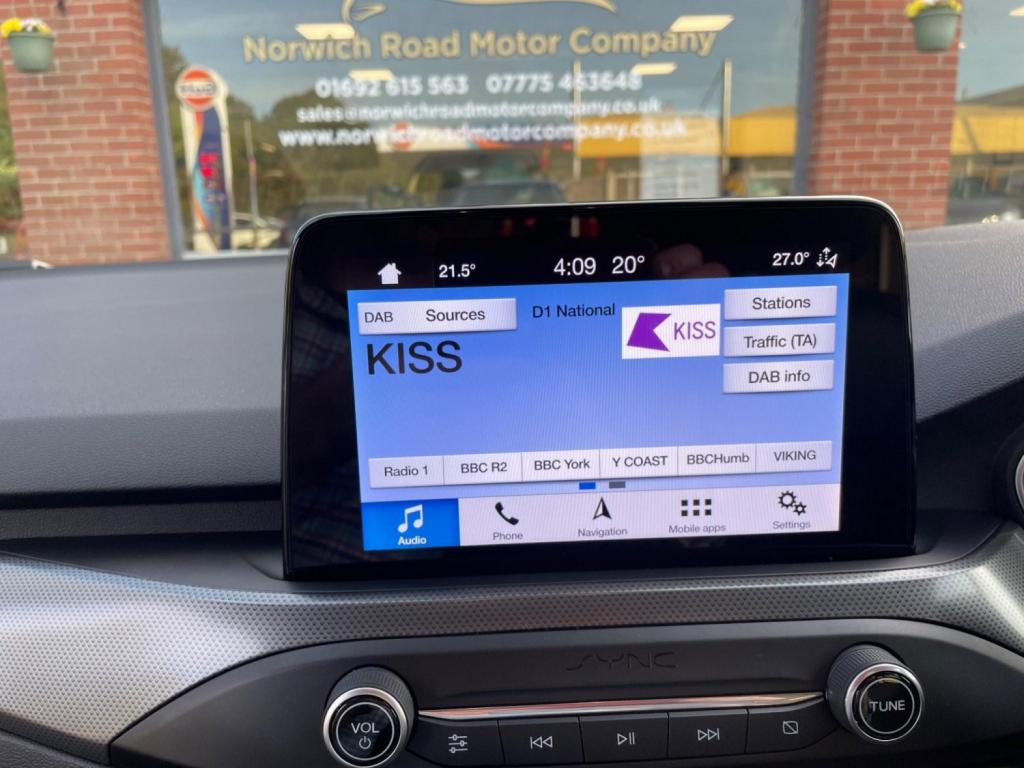 Norwich Road Motor Company
01692 615 563 07775 463648
sales@norwichroadmotorcompany.co.uk
www.norwichroadmotorcompany.co.uk
21.5° 4:09 20° 27.0°
DAB Sources D1 National KISS Stations
KISS Traffic (TA)
DAB info
Radio 1 BBC R2 BBC York Y COAST BBCHumb VIKING
Audio Phone Navigation Mobile apps Settings
SYNC
VOL TUNE